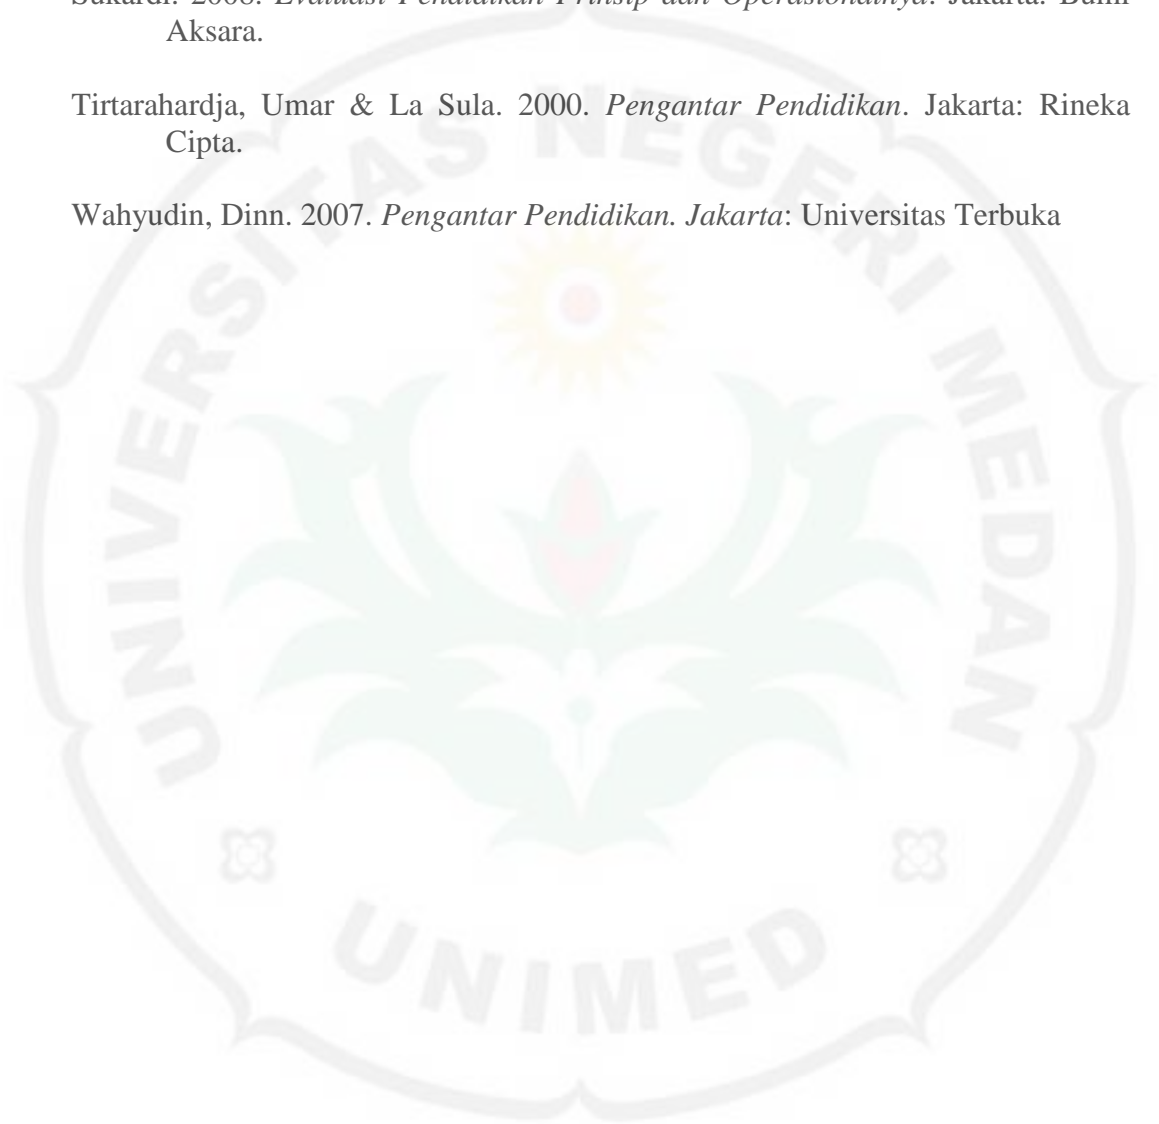 Sukardi. 2008. Evaluasi Pendidikan Prinsip dan Operasionalnya. Jakarta: Bumi
Aksara.
Tirtarahardja, Umar & La Sula. 2000. Pengantar Pendidikan. Jakarta: Rineka
Cipta.
Wahyudin, Dinn. 2007. Pengantar Pendidikan. Jakarta: Universitas Terbuka
UNIVERSITAS NEGERI MEDAN
UNIMED